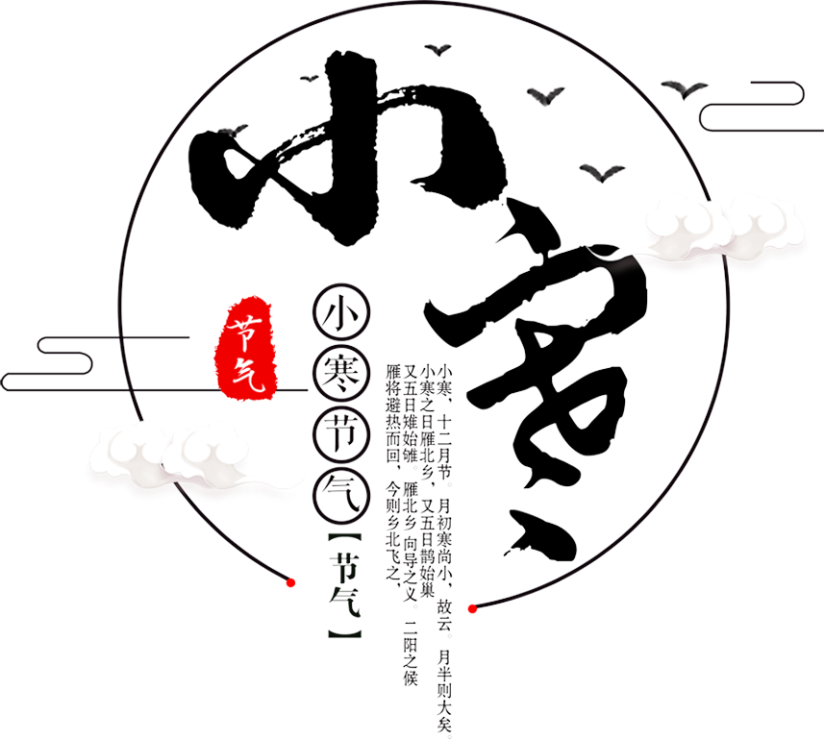 小寒
节气
小寒节气
【节气】
小寒，十二月节。月初寒尚小，故云。月半则大矣。
小寒之日雁北乡，又五日鹊始巢
又五日雉始雊。雁北乡 向导之义。二阳之候
雁将避热而回，今则乡北飞之，